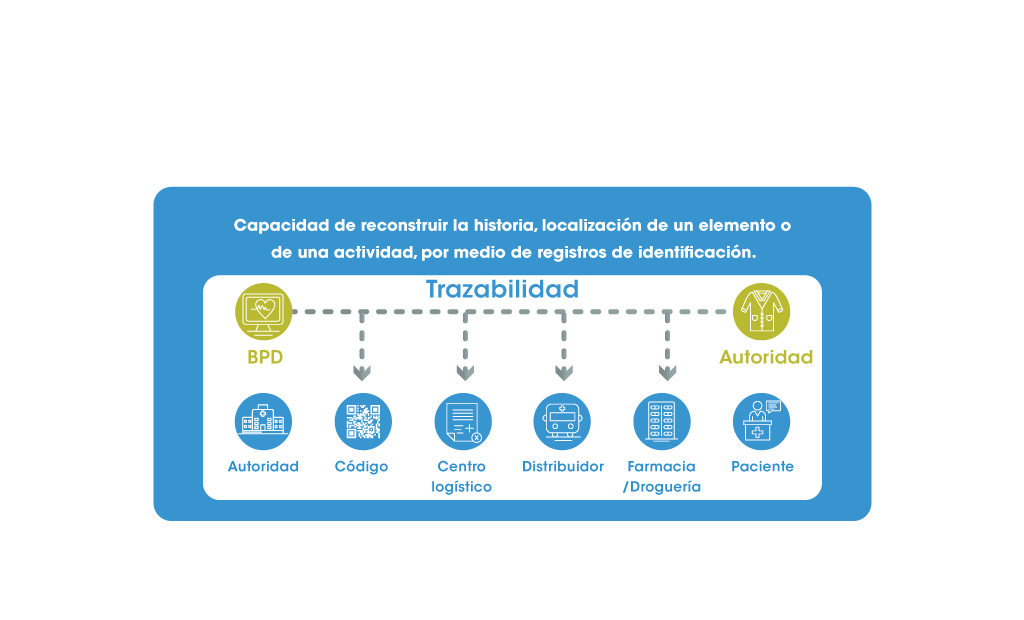 Capacidad de reconstruir la historia, localización de un elemento o
de una actividad, por medio de registros de identificación.
Trazabilidad
BPD
Autoridad
Autoridad
Código
Centro
logístico
Distribuidor
Farmacia
/Droguería
Paciente